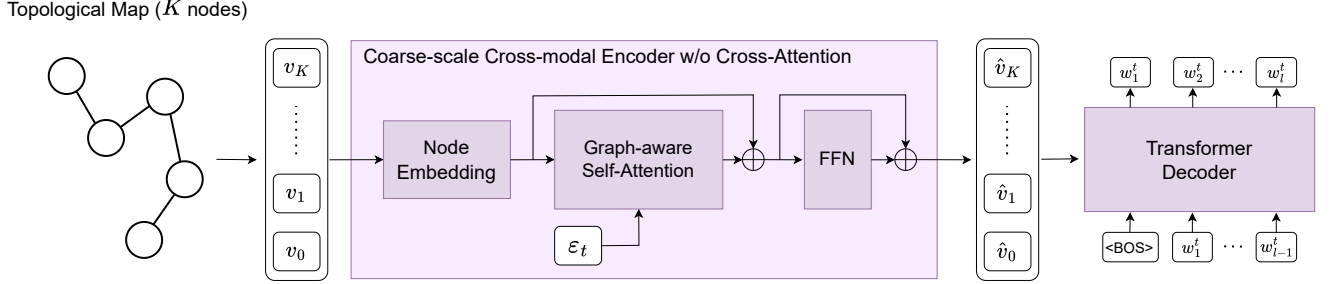 Topological Map (K nodes)
v_K
⋮
v_1
v_0
Coarse-scale Cross-modal Encoder w/o Cross-Attention
Node
Embedding
Graph-aware
Self-Attention
ε_t
FFN
v̂_K
⋮
v̂_1
v̂_0
w_1^t w_2^t ⋯ w_l^t
Transformer
Decoder
<BOS> w_1^t ⋯ w_{l-1}^t